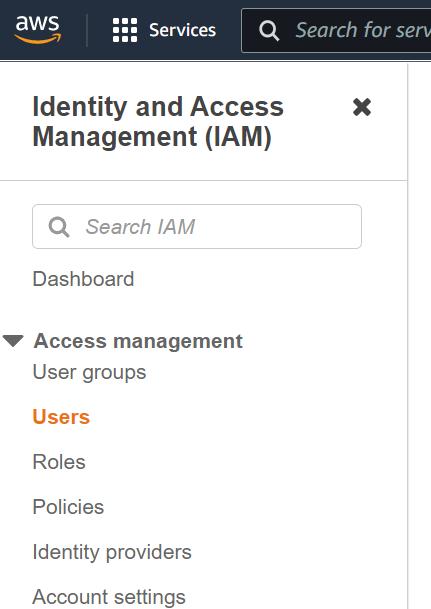 aws
Services
Search for serv
Identity and Access
Management (IAM)
Search IAM
Dashboard
Access management
User groups
Users
Roles
Policies
Identity providers
Account settings